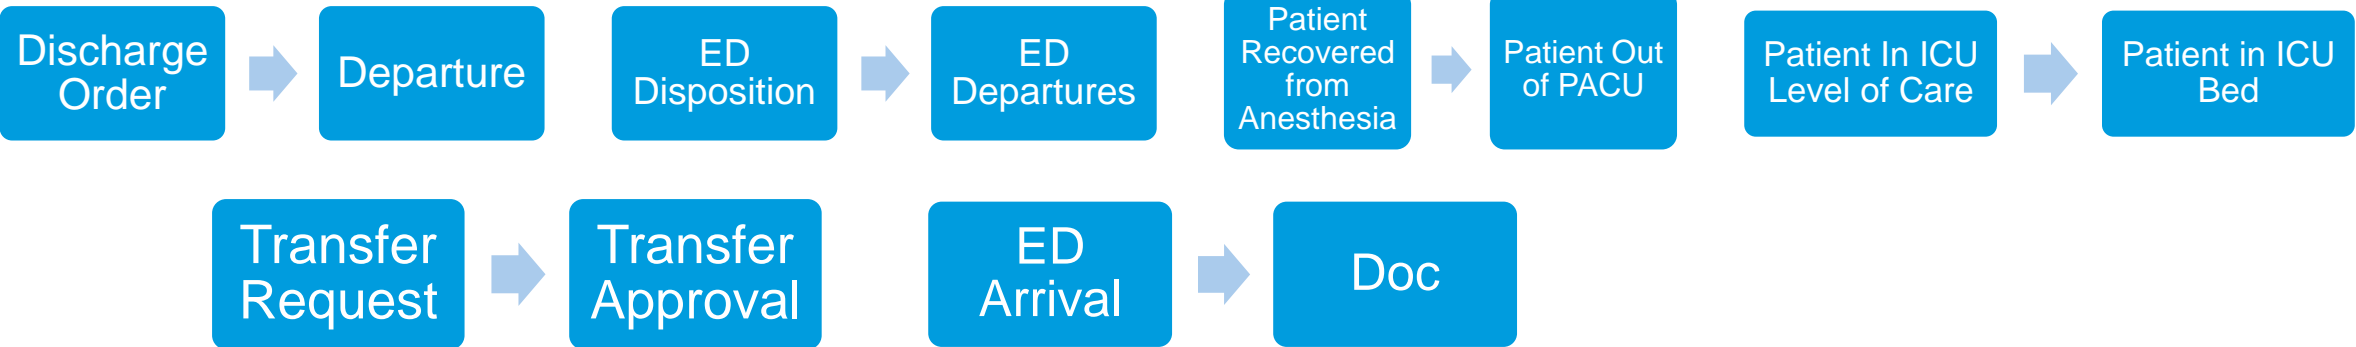 Discharge
Order
Departure
ED
Disposition
ED
Departures
Patient
Recovered
from
Anesthesia
Patient Out
of PACU
Patient In ICU
Level of Care
Patient in ICU
Bed
Transfer
Request
Transfer
Approval
ED
Arrival
Doc